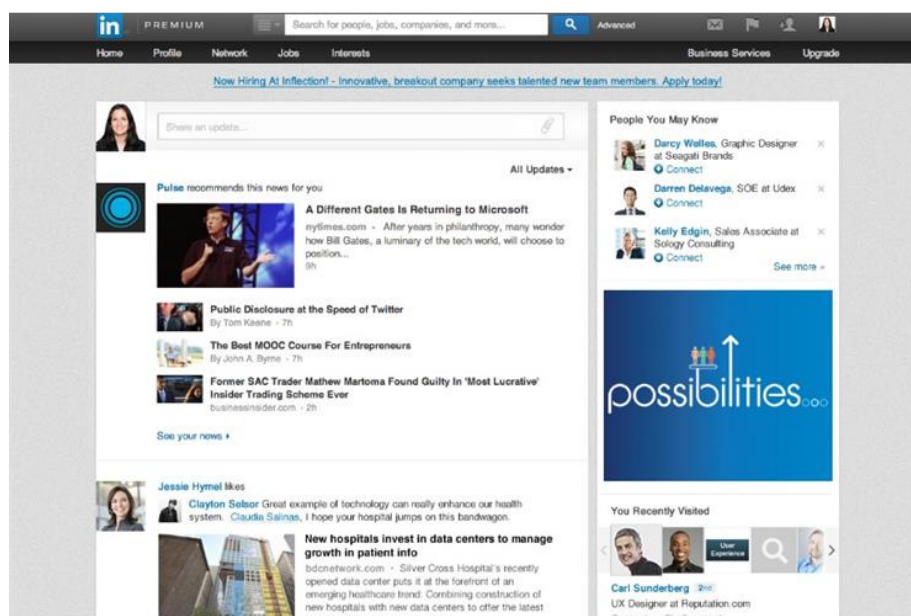 in PREMIUM Search for people, jobs, companies, and more... Advanced
Home Profile Network Jobs Interests Business Services Upgrade
Now Hiring At Inflection! - Innovative, breakout company seeks talented new team members. Apply today!
Share an update...
All Updates
Pulse recommends this news for you
A Different Gates Is Returning to Microsoft
nytimes.com - After years in philanthropy, many wonder
how Bill Gates, a luminary of the tech world, will choose to
position...
9h
Public Disclosure at the Speed of Twitter
By Tom Keene - 7h
The Best MOOC Course For Entrepreneurs
By John A. Byrne - 7h
Former SAC Trader Mathew Martoma Found Guilty In 'Most Lucrative'
Insider Trading Scheme Ever
businessinsider.com - 2h
See your news
Jessie Hymel likes
Clayton Selsor Great example of technology can really enhance our health
system. Claudia Salinas, I hope your hospital jumps on this bandwagon.
New hospitals invest in data centers to manage
growth in patient info
bdcnetwork.com - Silver Cross Hospital's recently
opened data center puts it at the forefront of an
emerging healthcare trend: Combining construction of
new hospitals with new data centers to offer the latest
People You May Know
Darcy Welles, Graphic Designer
at Seagati Brands
Connect
Darren Delavega, SOE at Udex
Connect
Kelly Edgin, Sales Associate at
Sology Consulting
Connect
See more »
possibilities...
You Recently Visited
User
Experience
Carl Sunderberg 2nd
UX Designer at Reputation.com